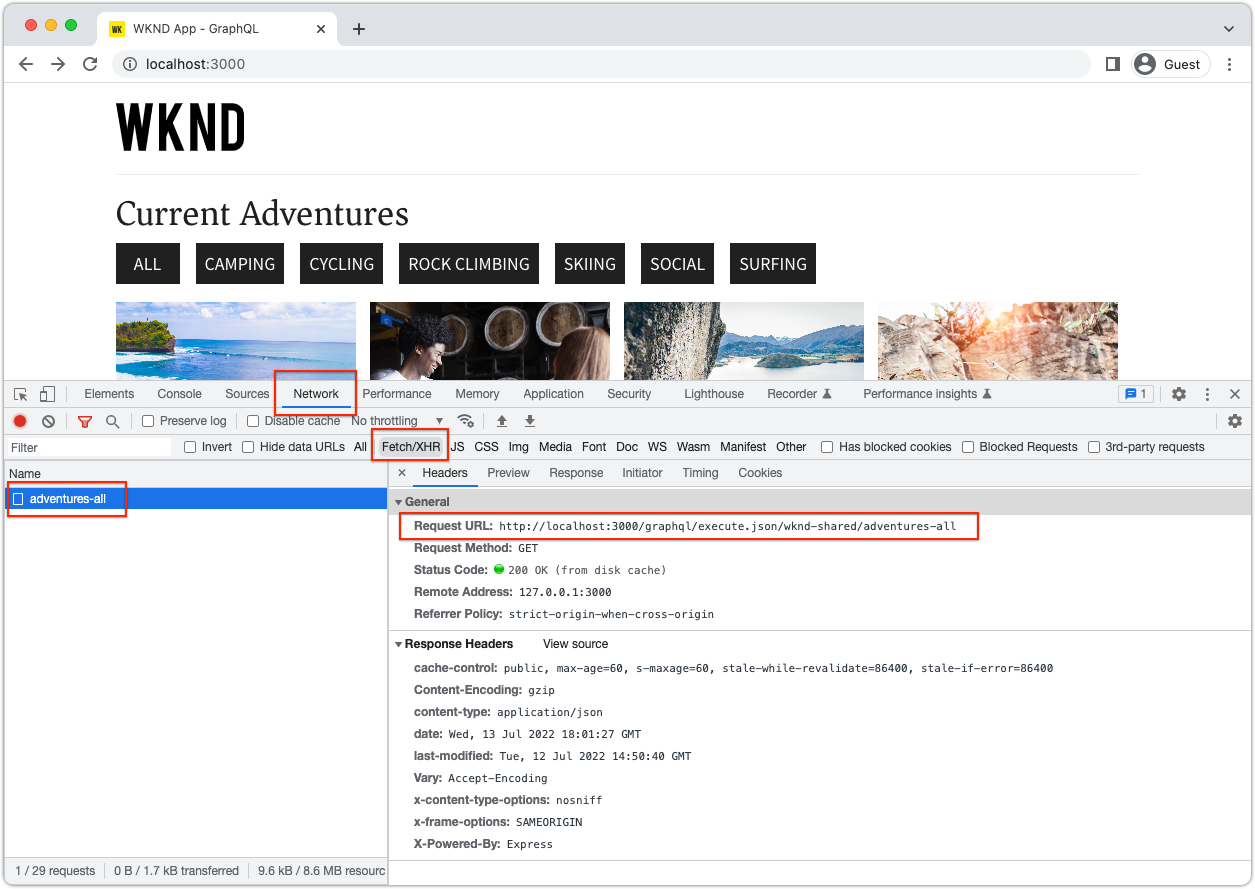 WK WKND App - GraphQL
localhost:3000
Guest
WKND
Current Adventures
ALL CAMPING CYCLING ROCK CLIMBING SKIING SOCIAL SURFING
Elements Console Sources Network Performance Memory Application Security Lighthouse Recorder Performance insights 1
Preserve log Disable cache No throttling
Filter Invert Hide data URLs All Fetch/XHR JS CSS Img Media Font Doc WS Wasm Manifest Other Has blocked cookies Blocked Requests 3rd-party requests
Name
adventures-all
Headers Preview Response Initiator Timing Cookies
General
Request URL: http://localhost:3000/graphql/execute.json/wknd-shared/adventures-all
Request Method: GET
Status Code: 200 OK (from disk cache)
Remote Address: 127.0.0.1:3000
Referrer Policy: strict-origin-when-cross-origin
Response Headers View source
cache-control: public, max-age=60, s-maxage=60, stale-while-revalidate=86400, stale-if-error=86400
Content-Encoding: gzip
content-type: application/json
date: Wed, 13 Jul 2022 18:01:27 GMT
last-modified: Tue, 12 Jul 2022 14:50:40 GMT
Vary: Accept-Encoding
x-content-type-options: nosniff
x-frame-options: SAMEORIGIN
X-Powered-By: Express
1 / 29 requests 0 B / 1.7 kB transferred 9.6 kB / 8.6 MB resourc